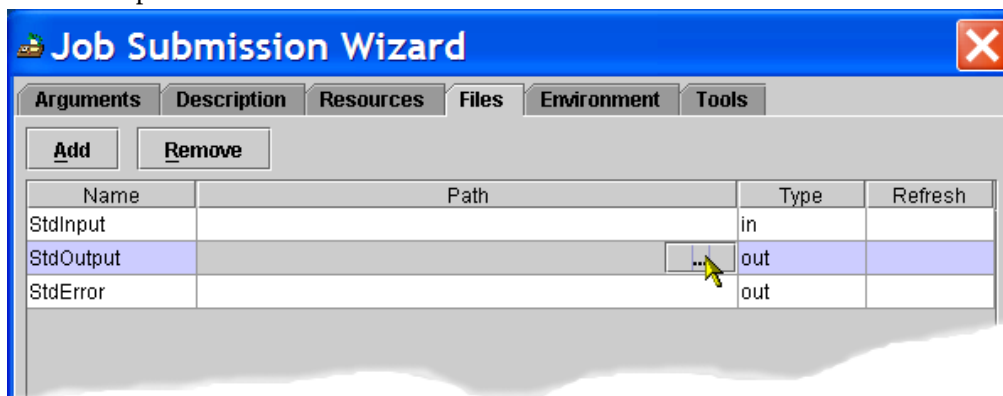 Job Submission Wizard
Arguments Description Resources Files Environment Tools
Add Remove
Name Path Type Refresh
StdInput in
StdOutput ... out
StdError out